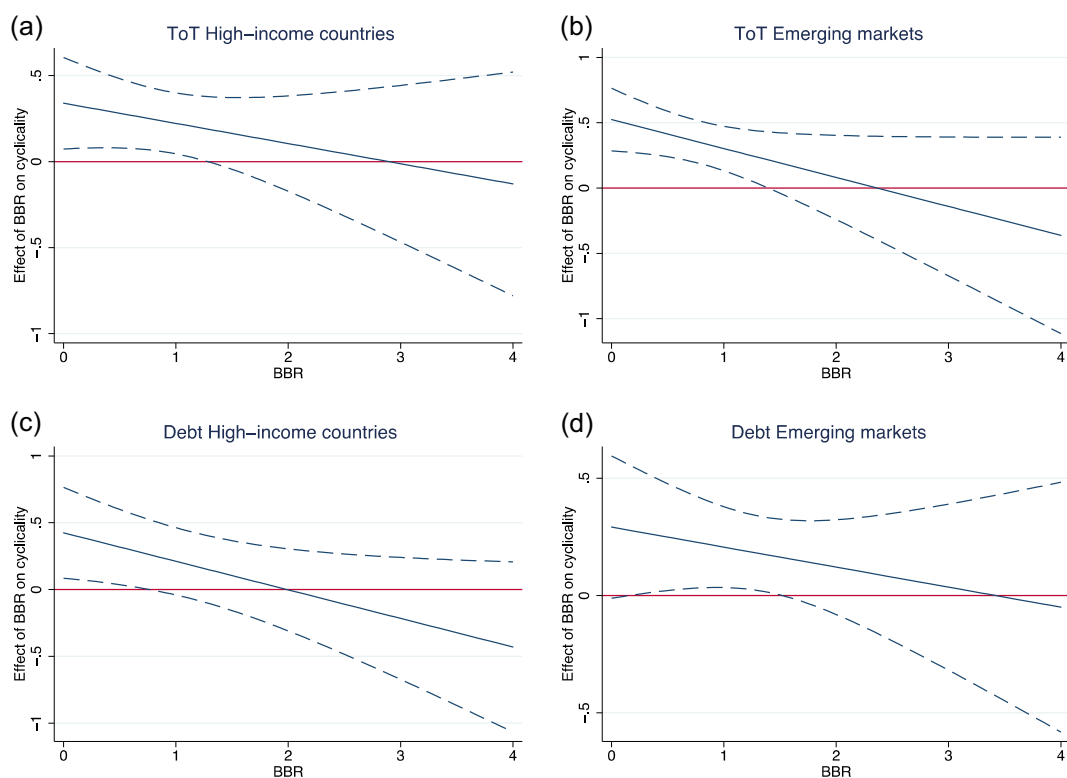 (a)
ToT High−income countries
Effect of BBR on cyclicality
.5
0
−.5
−1
0 1 2 3 4
BBR
(b)
ToT Emerging markets
Effect of BBR on cyclicality
1
.5
0
−.5
−1
0 1 2 3 4
BBR
(c)
Debt High−income countries
Effect of BBR on cyclicality
1
.5
0
−.5
−1
0 1 2 3 4
BBR
(d)
Debt Emerging markets
Effect of BBR on cyclicality
.5
0
−.5
0 1 2 3 4
BBR